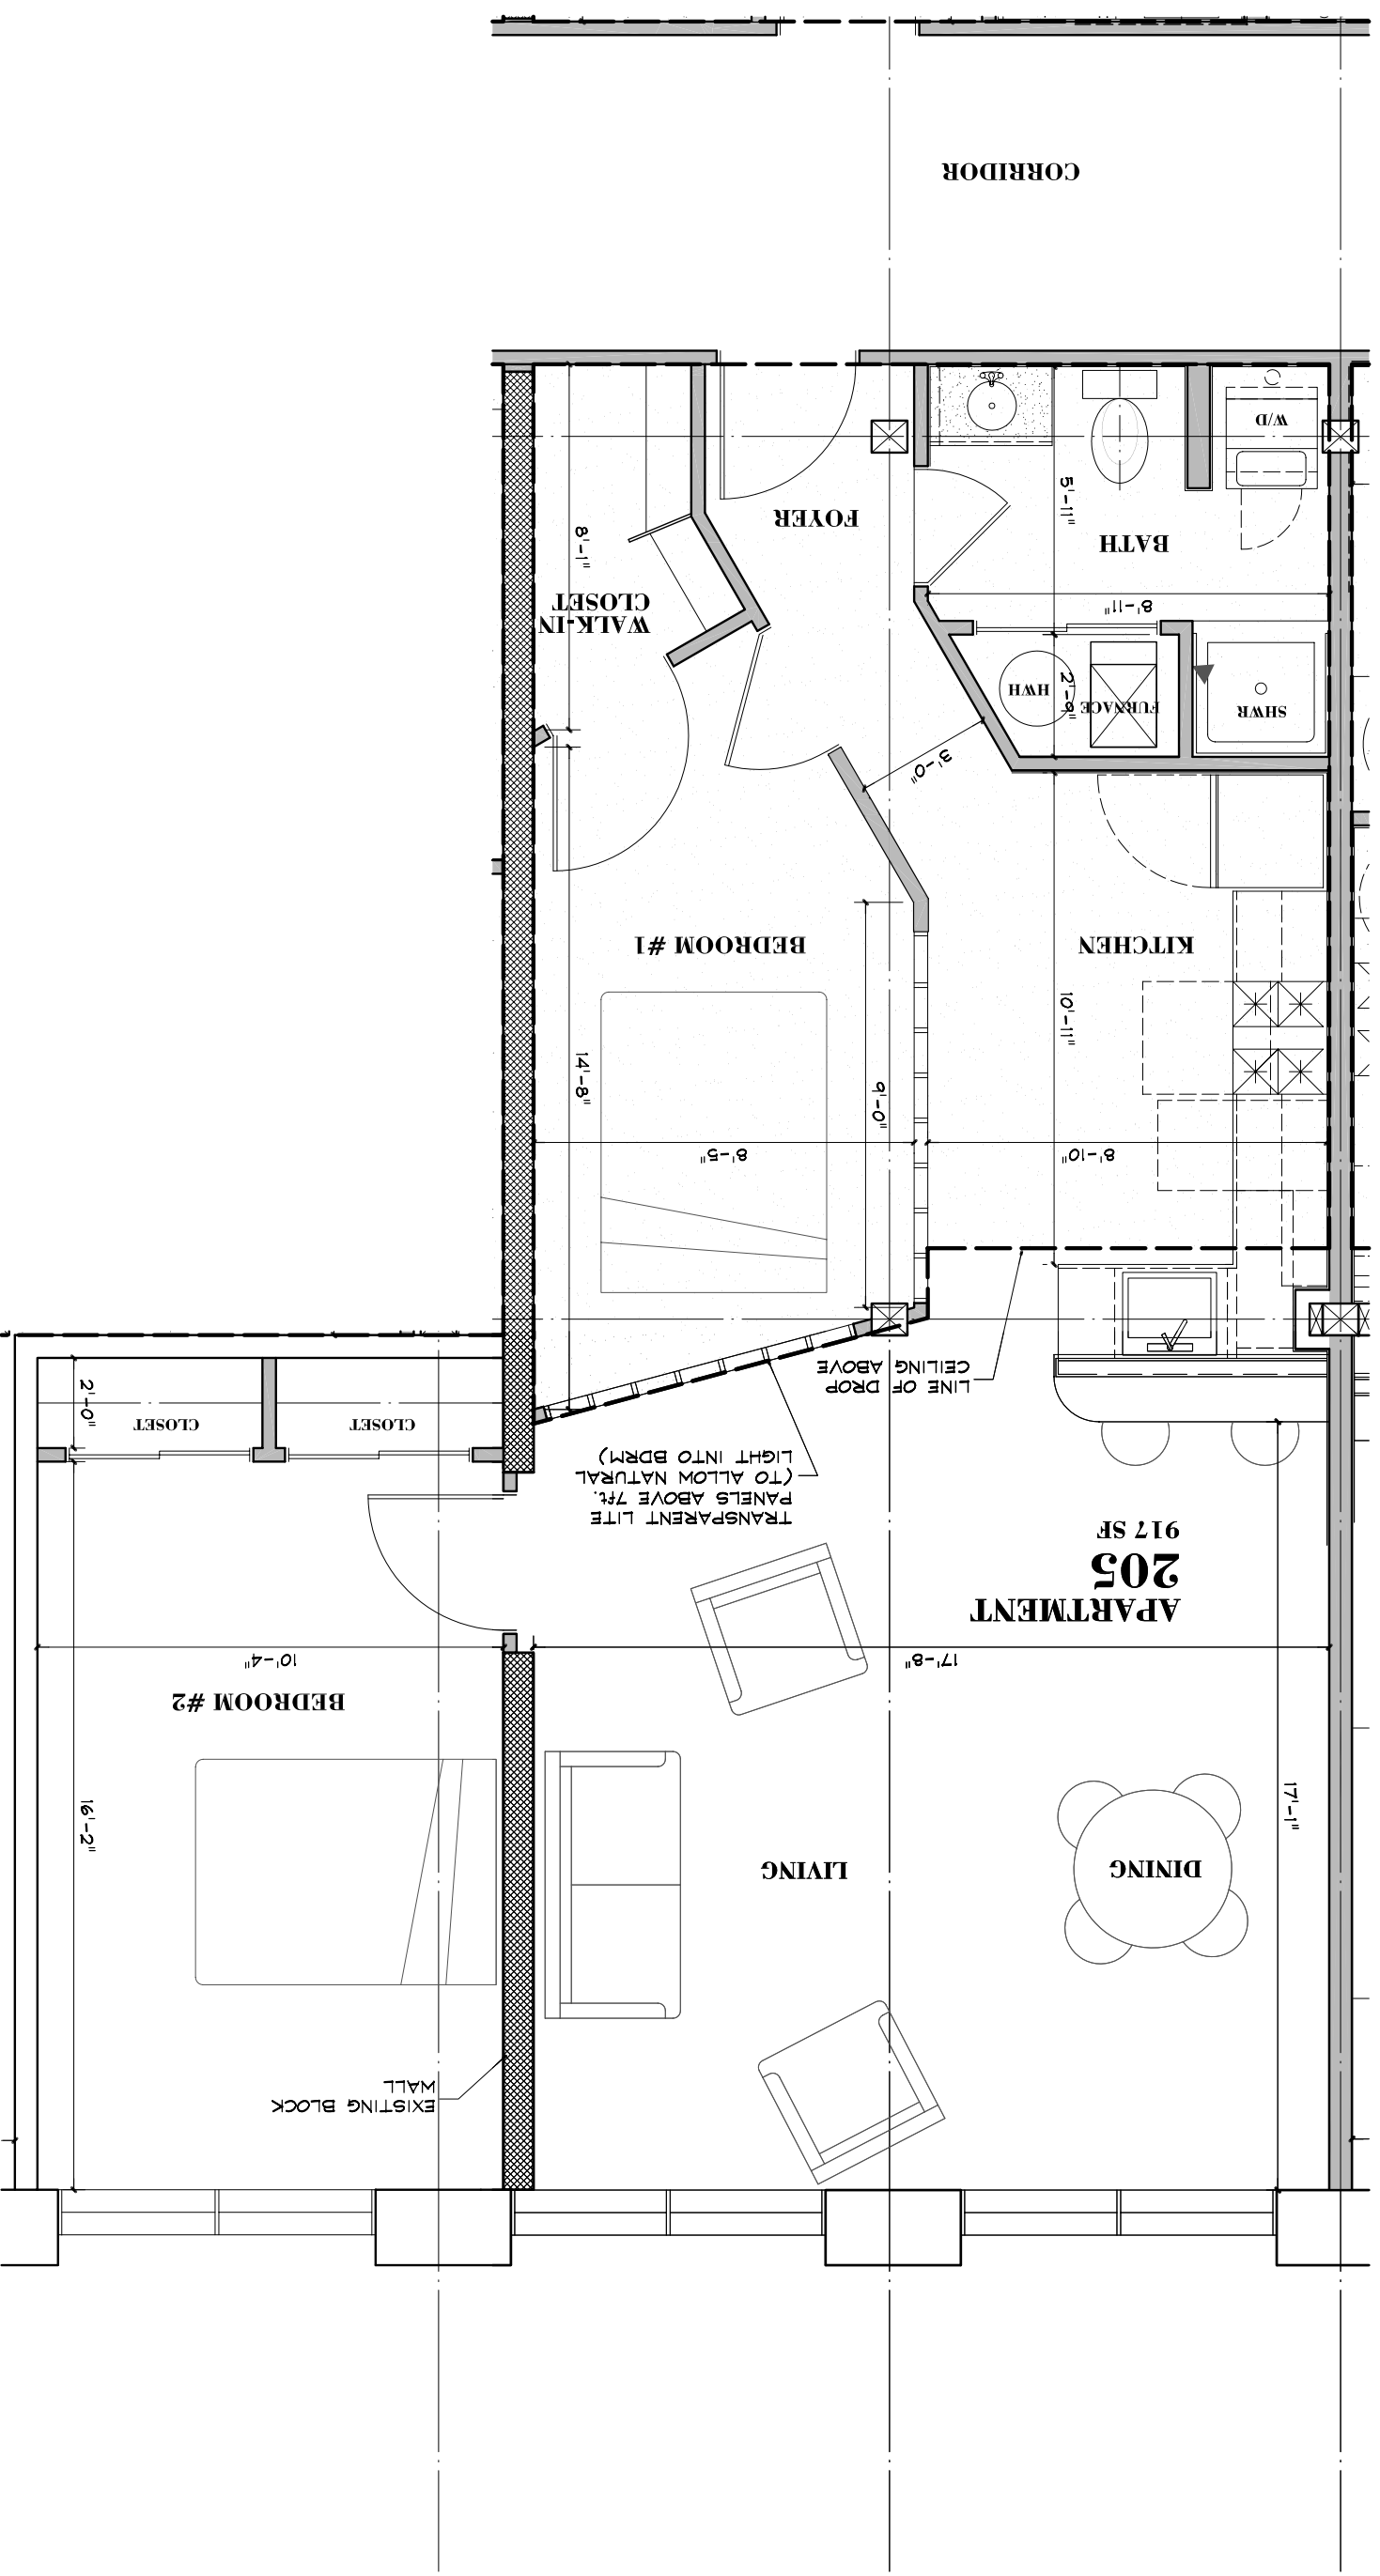 EXISTING BLOCK
WALL
DINING
LIVING
17'-1"
16'-2"
BEDROOM #2
17'-8"
10'-4"
APARTMENT
205
917 SF
TRANSPARENT LITE
PANELS ABOVE 7ft.
(TO ALLOW NATURAL
LIGHT INTO BDRM)
CLOSET
CLOSET
2'-0"
LINE OF DROP
CEILING ABOVE
8'-10"
8'-5"
9'-0"
14'-8"
10'-11"
KITCHEN
BEDROOM #1
3'-0"
SHWR
FURNACE
HWH
2'-9"
WALK-IN
CLOSET
8'-11"
8'-1"
BATH
FOYER
5'-11"
W/D
CORRIDOR